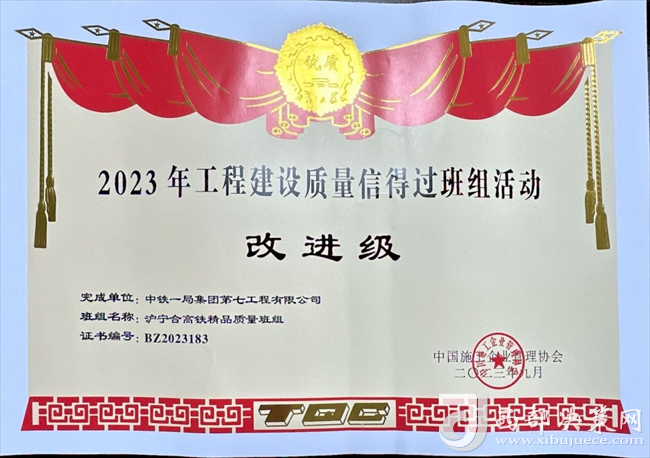 优质
2023年工程建设质量信得过班组活动
改进级
完成单位：中铁一局集团第七工程有限公司
班组名称：沪宁合高铁精品质量班组
证书编号：BZ2023183
中国施工企业管理协会
二〇二三年九月
TQC
西部决策网
www.xibujuece.com